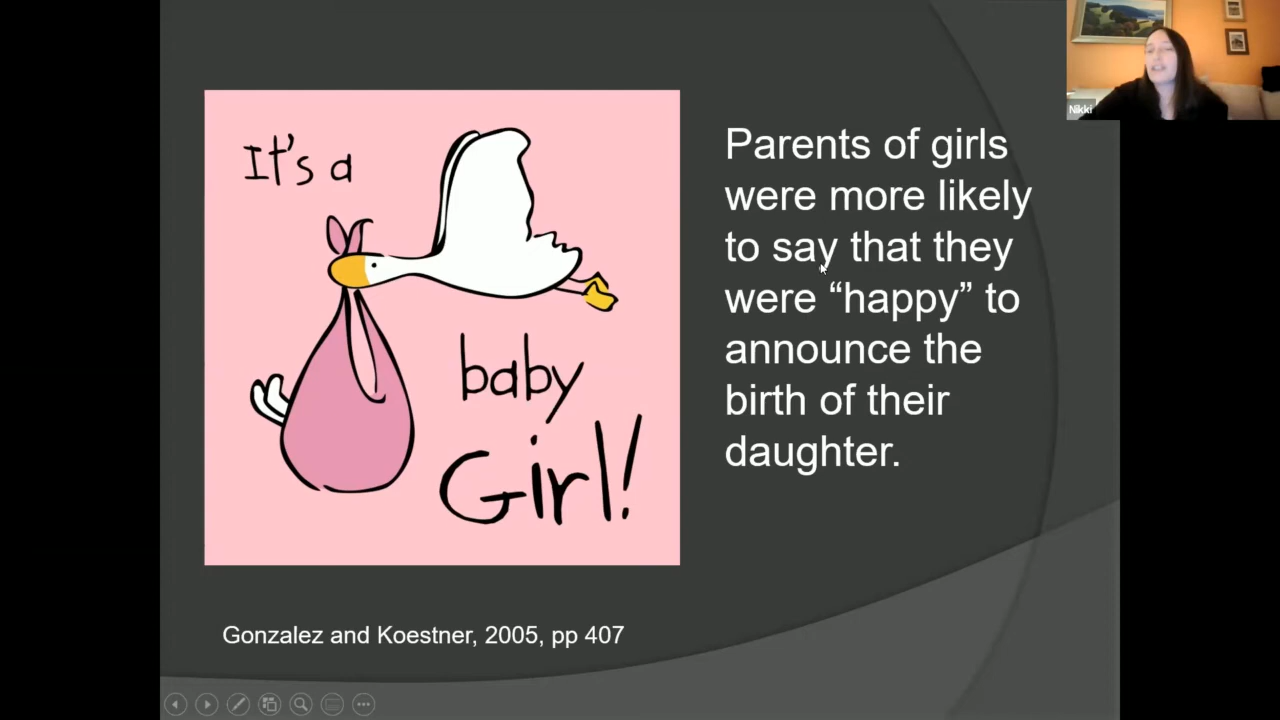 It's a
baby
Girl!
Parents of girls
were more likely
to say that they
were “happy” to
announce the
birth of their
daughter.
Gonzalez and Koestner, 2005, pp 407
Nikki